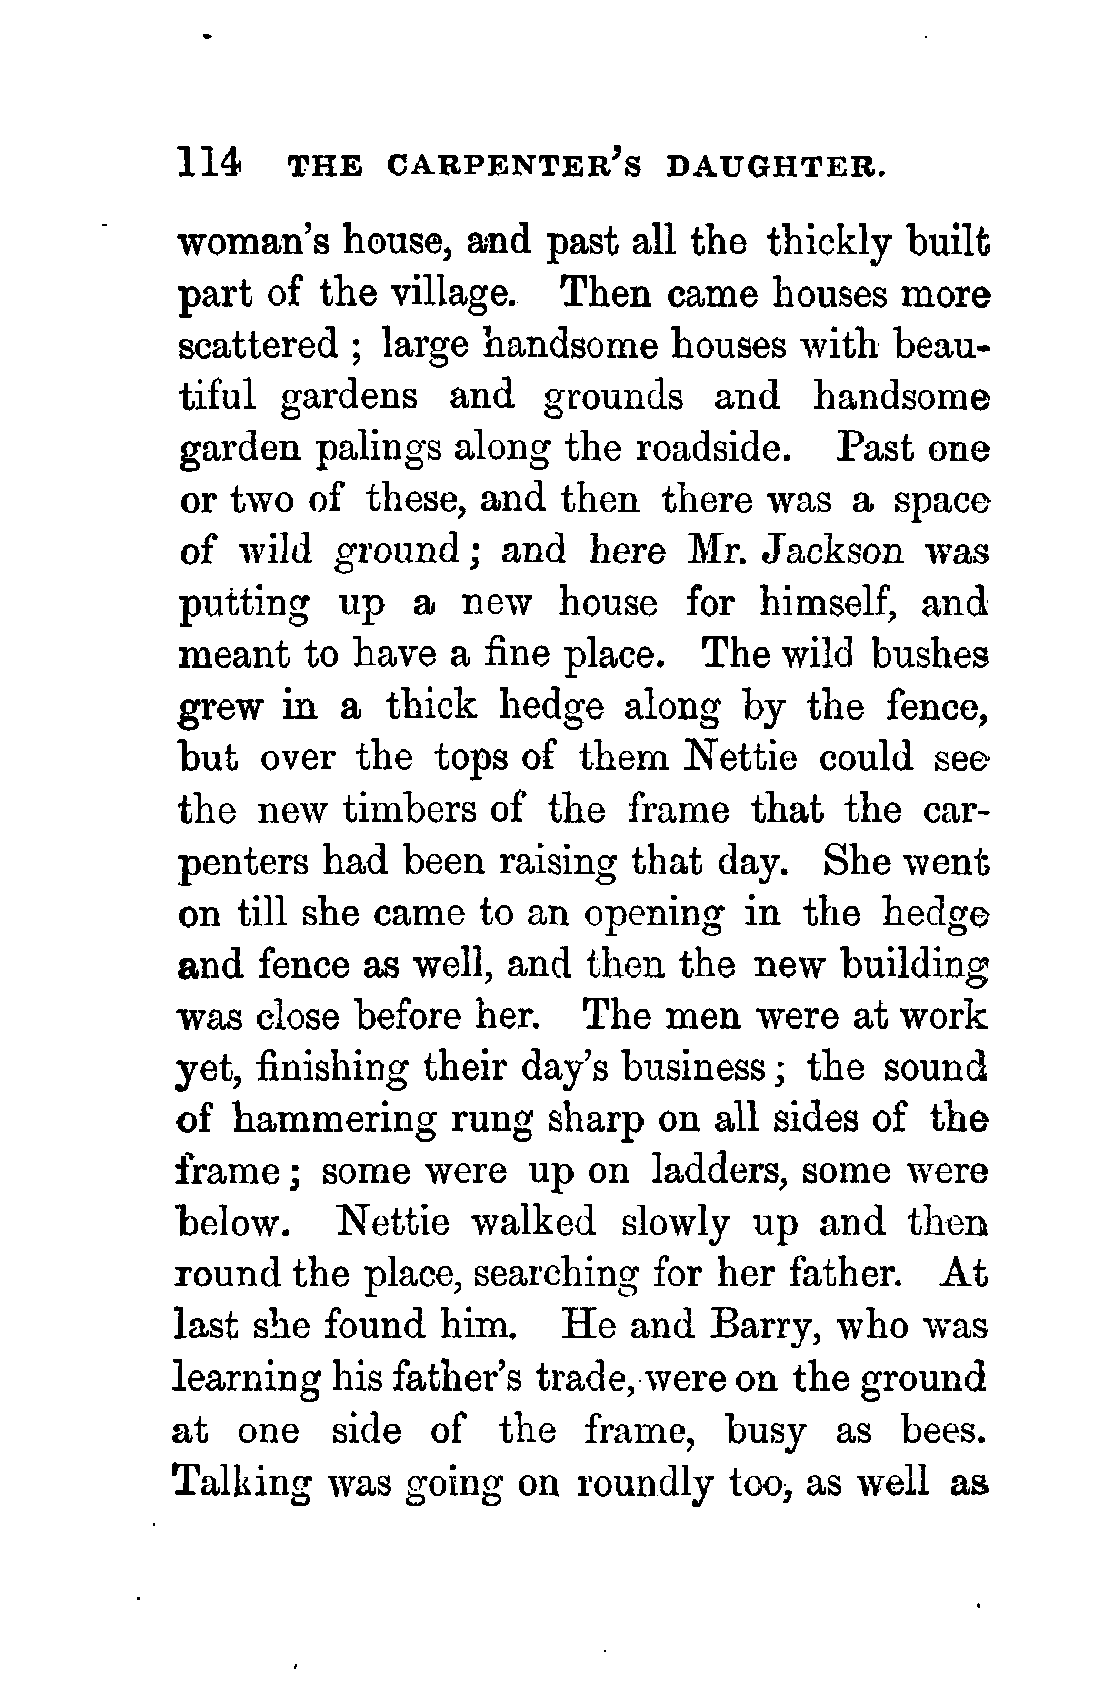 114 THE CARPENTER'S DAUGHTER.
woman's house, and past all the thickly built
part of the village. Then came houses more
scattered ; large handsome houses with beau-
tiful gardens and grounds and handsome
garden palings along the roadside. Past one
or two of these, and then there was a space
of wild ground ; and here Mr. Jackson was
putting up a new house for himself, and
meant to have a fine place. The wild bushes
grew in a thick hedge along by the fence,
but over the tops of them Nettie could see
the new timbers of the frame that the car-
penters had been raising that day. She went
on till she came to an opening in the hedge
and fence as well, and then the new building
was close before her. The men were at work
yet, finishing their day's business ; the sound
of hammering rung sharp on all sides of the
frame ; some were up on ladders, some were
below. Nettie walked slowly up and then
round the place, searching for her father. At
last she found him. He and Barry, who was
learning his father's trade, were on the ground
at one side of the frame, busy as bees.
Talking was going on roundly too, as well as